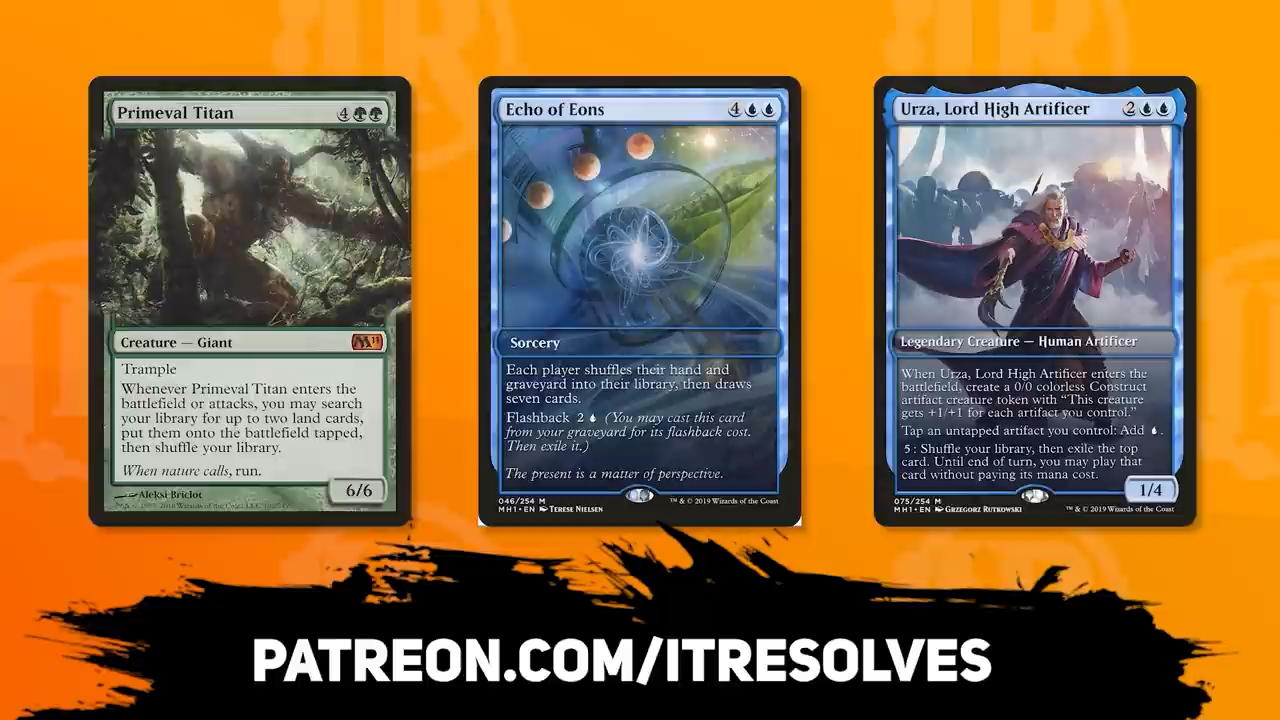 Primeval Titan 4
Creature — Giant
M11
Trample
Whenever Primeval Titan enters the
battlefield or attacks, you may search
your library for up to two land cards,
put them onto the battlefield tapped,
then shuffle your library.
When nature calls, run.
6/6
Aleksi Briclot
Echo of Eons 4
Sorcery
Each player shuffles their hand and
graveyard into their library, then draws
seven cards.
Flashback 2 (You may cast this card
from your graveyard for its flashback cost.
Then exile it.)
The present is a matter of perspective.
046/254 M
MH1 • EN Terese Nielsen
™ & © 2019 Wizards of the Coast
Urza, Lord High Artificer 2
Legendary Creature — Human Artificer
When Urza, Lord High Artificer enters the
battlefield, create a 0/0 colorless Construct
artifact creature token with "This creature
gets +1/+1 for each artifact you control."
Tap an untapped artifact you control: Add .
5: Shuffle your library, then exile the top
card. Until end of turn, you may play that
card without paying its mana cost.
1/4
075/254 M
MH1 • EN Grzegorz Rutkowski
™ & © 2019 Wizards of the Coast
PATREON.COM/ITRESOLVES